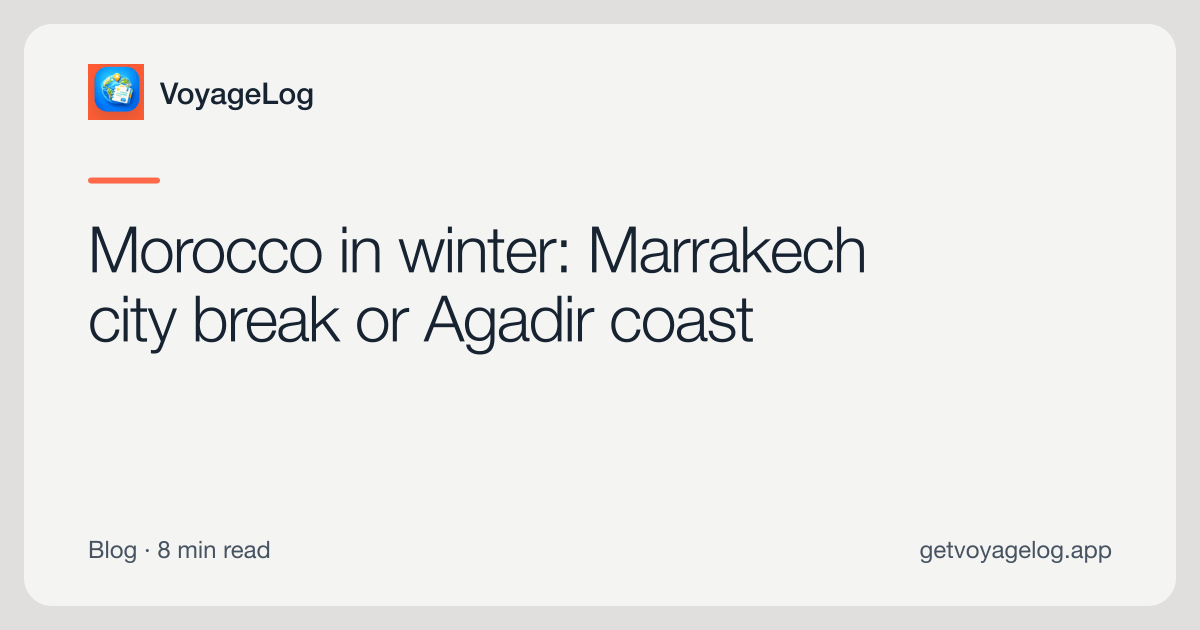 VoyageLog
Morocco in winter: Marrakech
city break or Agadir coast
Blog · 8 min read
getvoyagelog.app